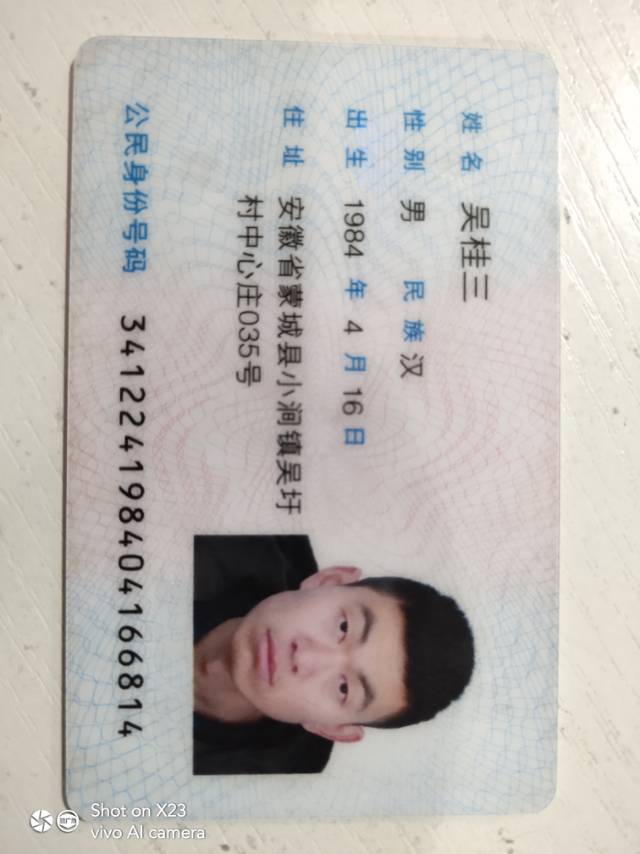 姓名 吴桂三
性别 男 民族 汉
出生 1984 年 4 月 16 日
住址 安徽省蒙城县小涧镇吴圩
村中心庄035号
公民身份号码 341224198404166814
Shot on X23
vivo AI camera